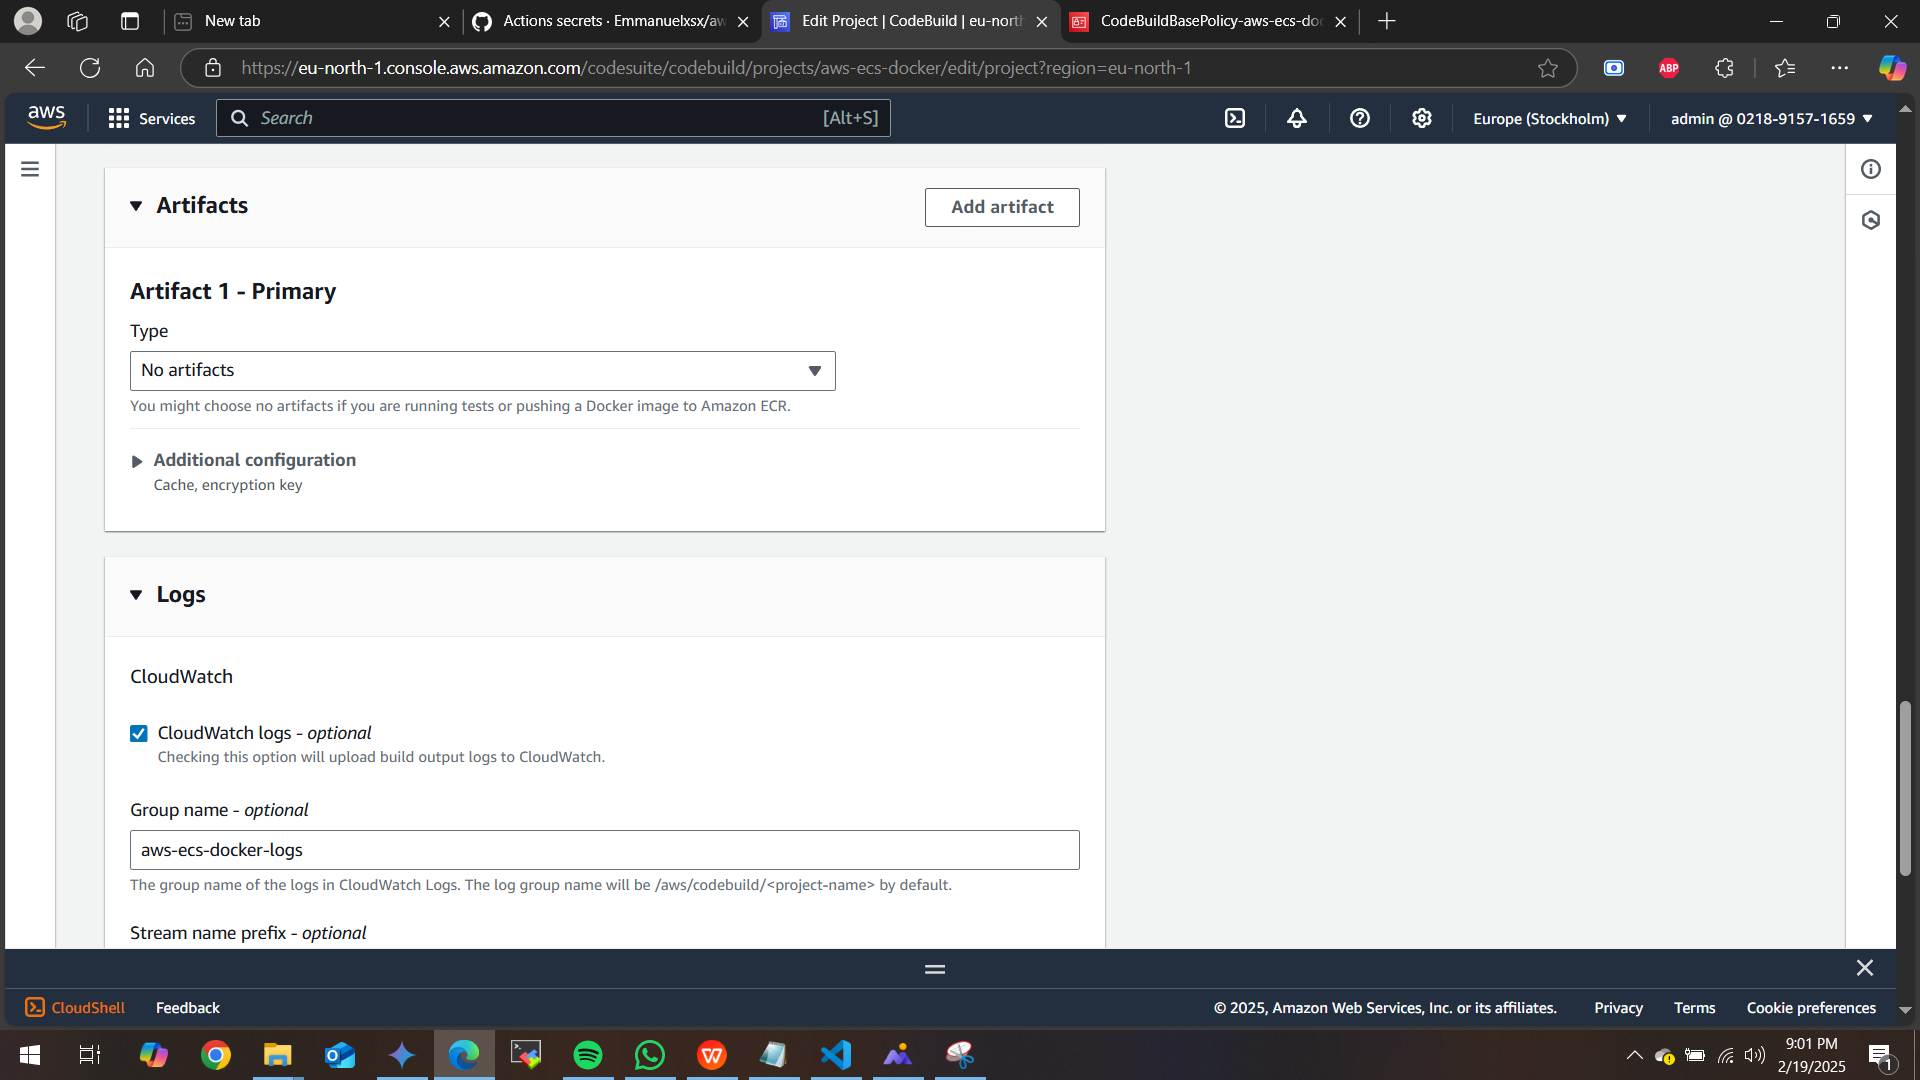 New tab
Actions secrets · Emmanuelxsx/aw
Edit Project | CodeBuild | eu-north
CodeBuildBasePolicy-aws-ecs-doc
https://eu-north-1.console.aws.amazon.com/codesuite/codebuild/projects/aws-ecs-docker/edit/project?region=eu-north-1
ABP
aws
Services
Search
[Alt+S]
Europe (Stockholm)
admin @ 0218-9157-1659
Artifacts
Add artifact
Artifact 1 - Primary
Type
No artifacts
You might choose no artifacts if you are running tests or pushing a Docker image to Amazon ECR.
Additional configuration
Cache, encryption key
Logs
CloudWatch
CloudWatch logs - optional
Checking this option will upload build output logs to CloudWatch.
Group name - optional
aws-ecs-docker-logs
The group name of the logs in CloudWatch Logs. The log group name will be /aws/codebuild/<project-name> by default.
Stream name prefix - optional
CloudShell
Feedback
© 2025, Amazon Web Services, Inc. or its affiliates.
Privacy
Terms
Cookie preferences
9:01 PM
2/19/2025
1